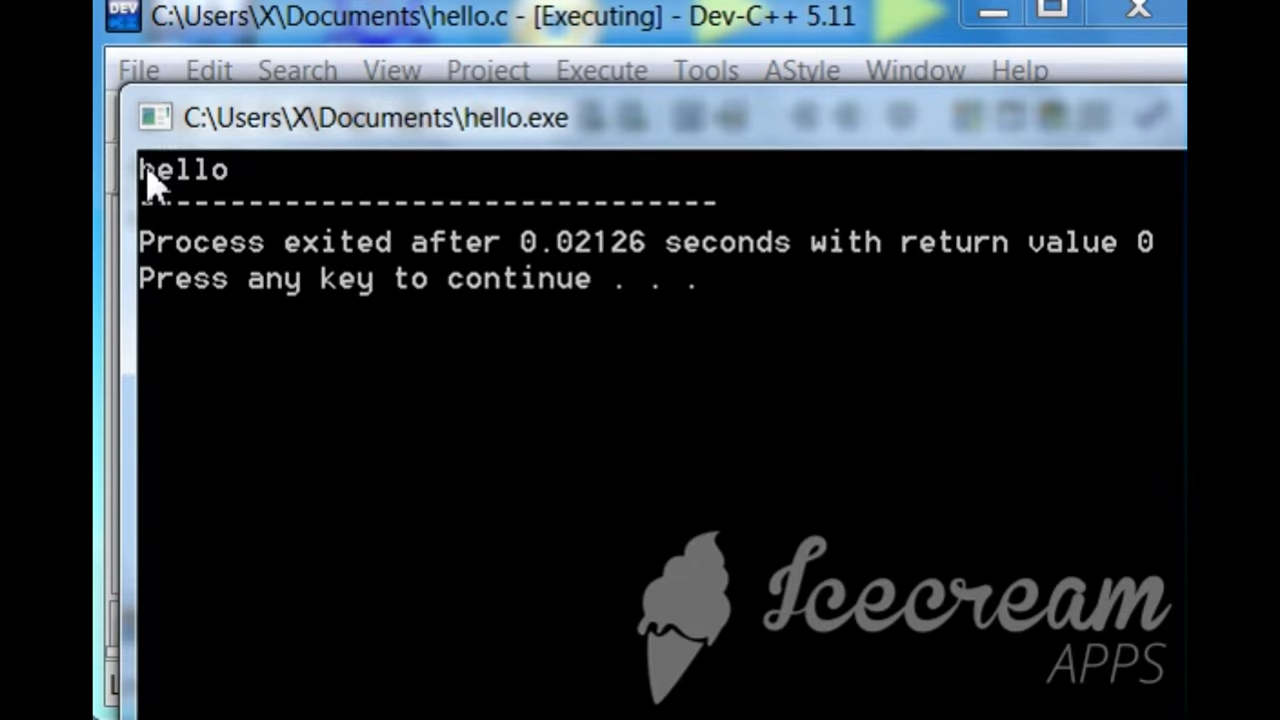 C:\Users\X\Documents\hello.c - [Executing] - Dev-C++ 5.11
File Edit Search View Project Execute Tools AStyle Window Help
C:\Users\X\Documents\hello.exe
hello
--------------------------------
Process exited after 0.02126 seconds with return value 0
Press any key to continue . . .
Icecream
APPS